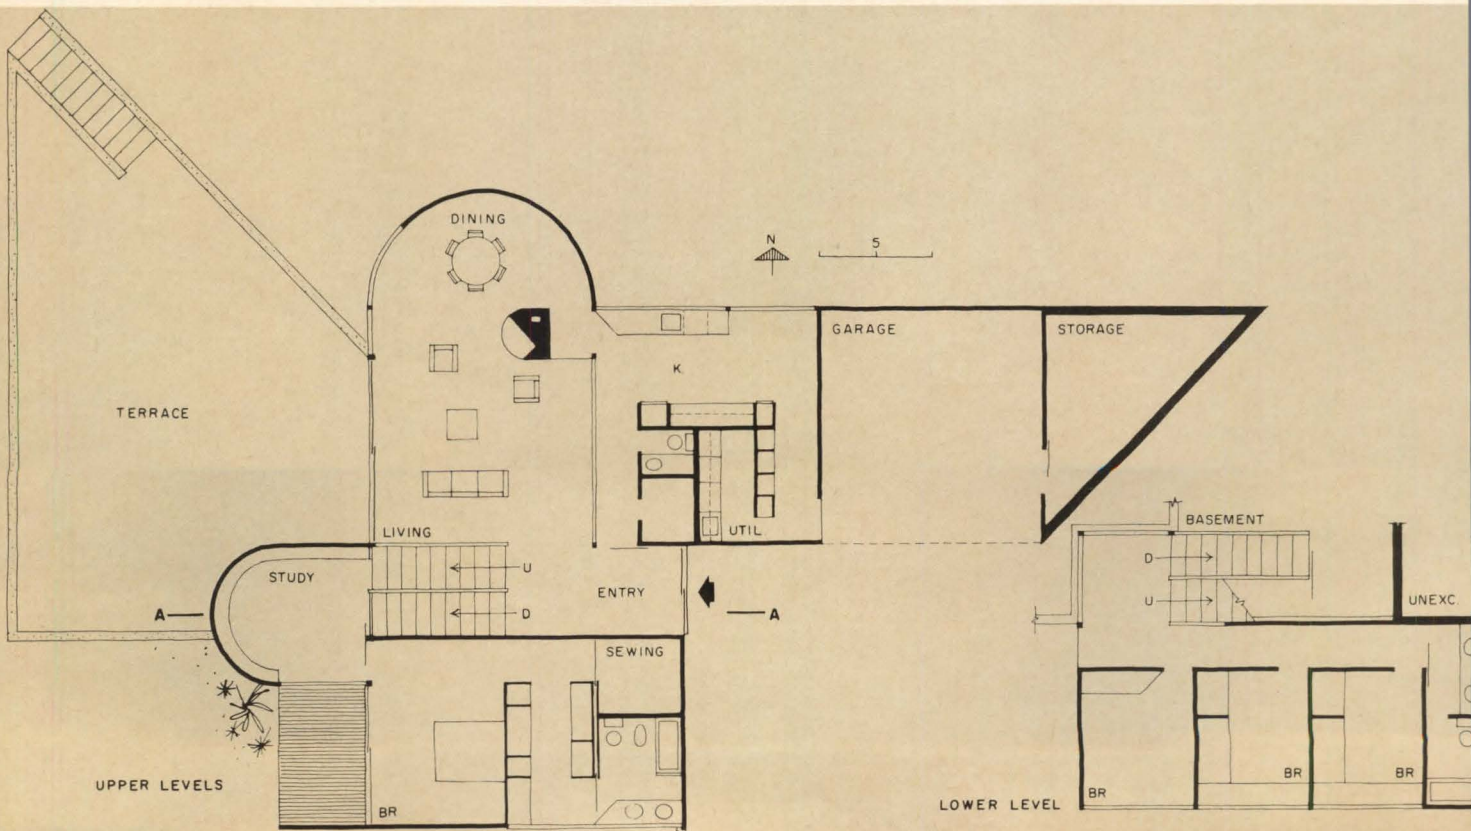 DINING
N
5
GARAGE
STORAGE
K.
TERRACE
LIVING
UTIL
BASEMENT
STUDY
U
D
ENTRY
D
U
UNEXC.
A
A
SEWING
BR
BR
BR
BR
UPPER LEVELS
LOWER LEVEL